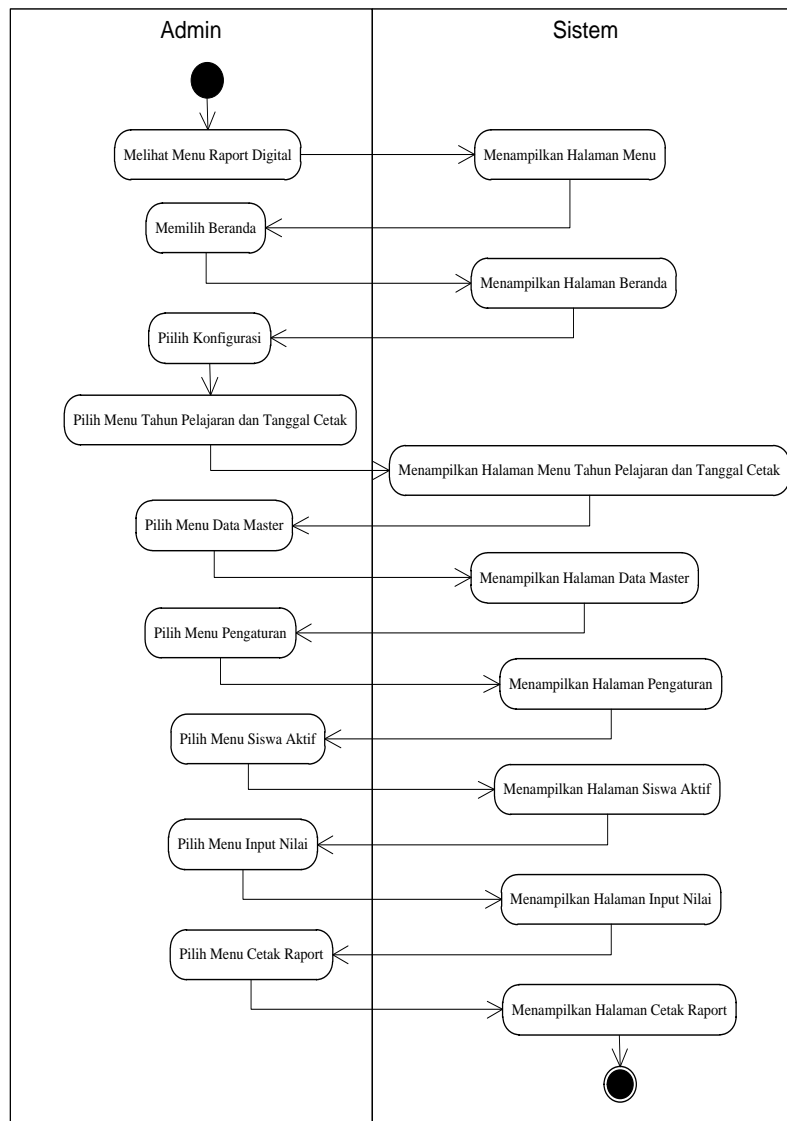 Admin
Sistem
Melihat Menu Raport Digital
Menampilkan Halaman Menu
Memilih Beranda
Menampilkan Halaman Beranda
Piilih Konfigurasi
Pilih Menu Tahun Pelajaran dan Tanggal Cetak
Menampilkan Halaman Menu Tahun Pelajaran dan Tanggal Cetak
Pilih Menu Data Master
Menampilkan Halaman Data Master
Pilih Menu Pengaturan
Menampilkan Halaman Pengaturan
Pilih Menu Siswa Aktif
Menampilkan Halaman Siswa Aktif
Pilih Menu Input Nilai
Menampilkan Halaman Input Nilai
Pilih Menu Cetak Raport
Menampilkan Halaman Cetak Raport